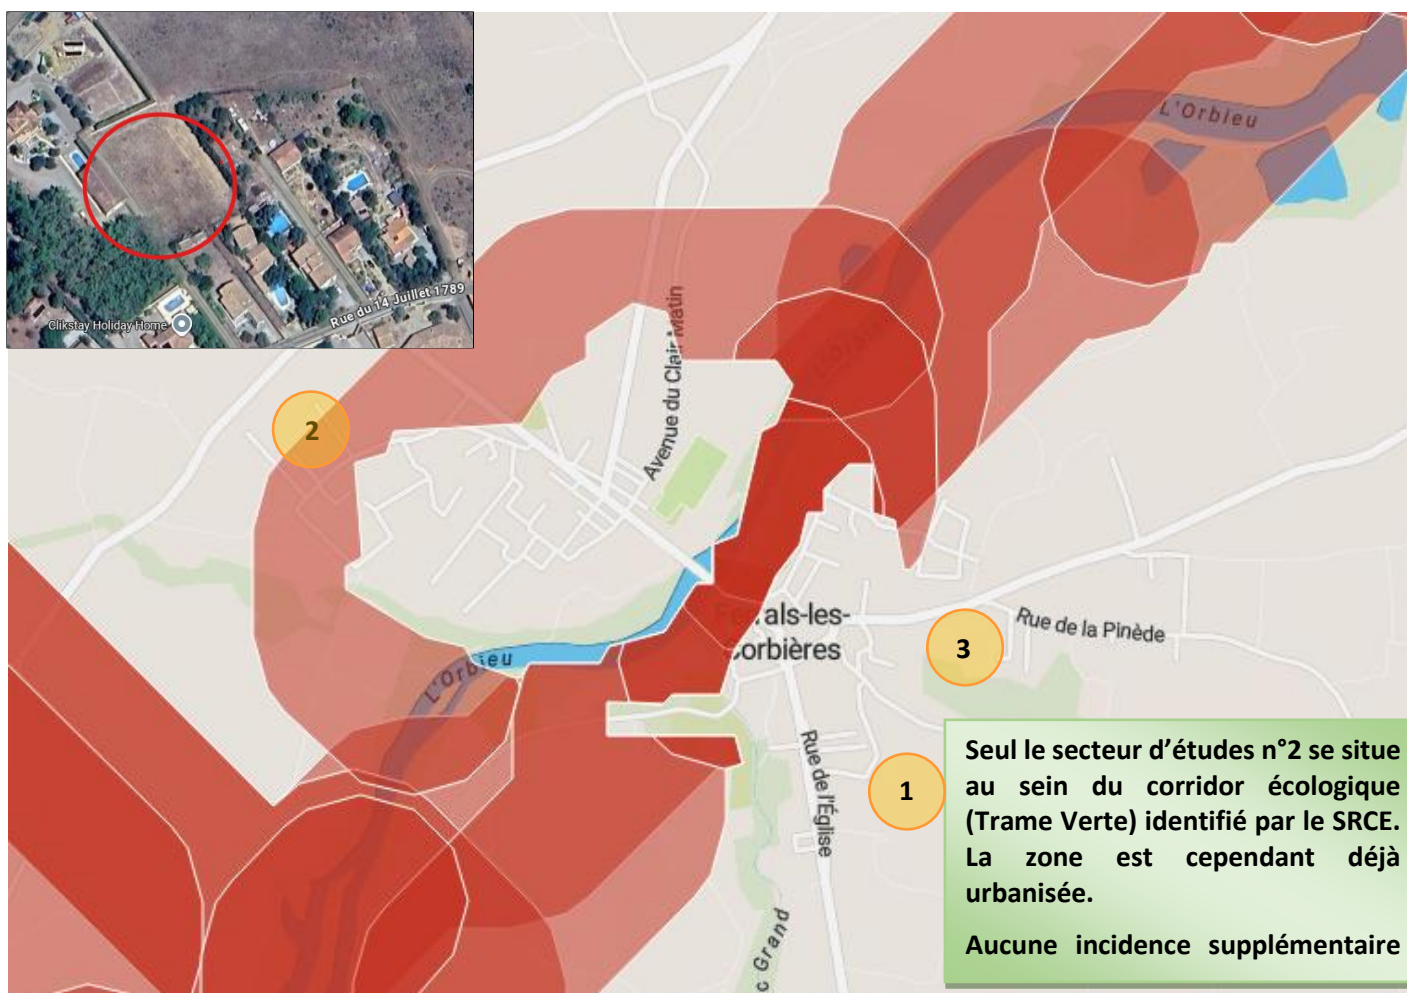 Rue du 14 Juillet 1789
Clikstay Holiday Home
L'Orbieu
Avenue du Clair Matin
2
als-les-
orbières
L'Orbieu
3
Rue de la Pinède
Rue de l'Église
1
Grand
Seul le secteur d'études n°2 se situe
au sein du corridor écologique
(Trame Verte) identifié par le SRCE.
La zone est cependant déjà
urbanisée.
Aucune incidence supplémentaire